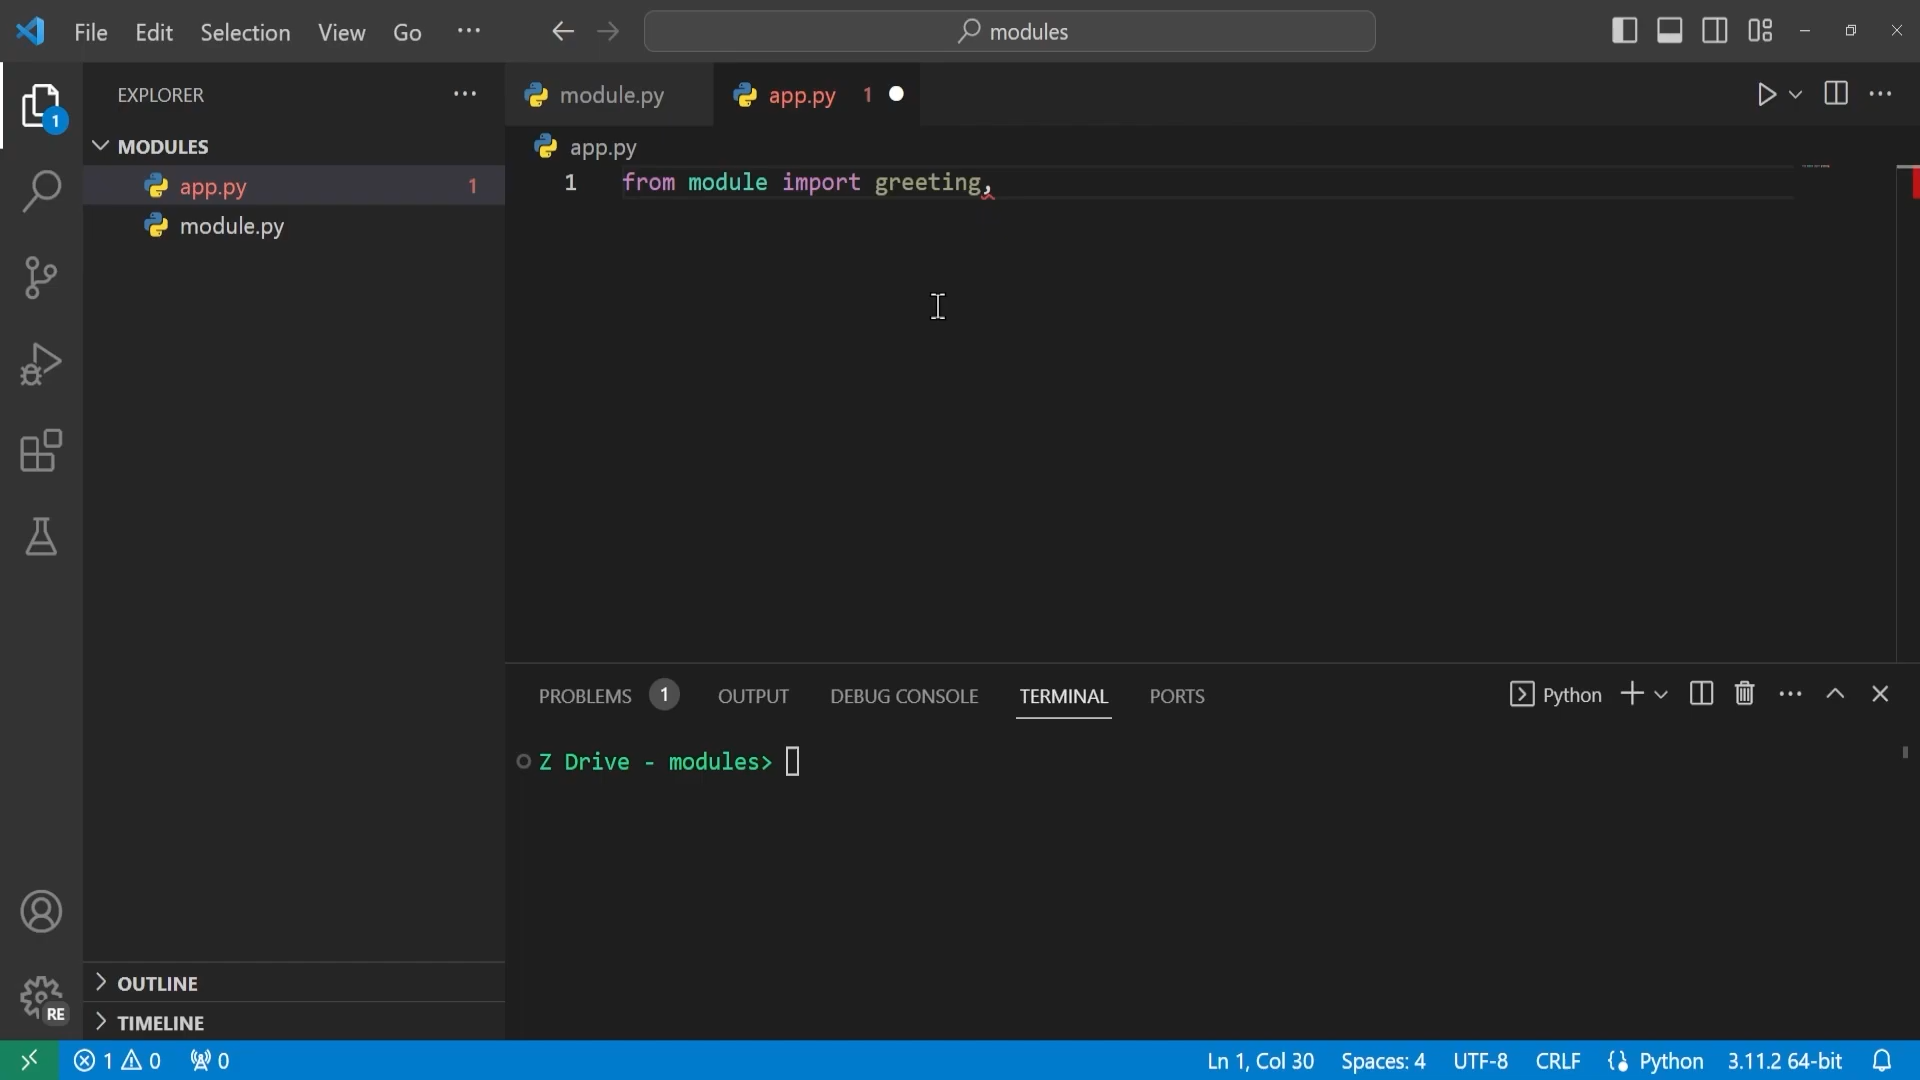 File Edit Selection View Go ··· modules
EXPLORER ···
module.py app.py 1
1
MODULES
app.py
app.py 1
1 from module import greeting,
module.py
PROBLEMS 1 OUTPUT DEBUG CONSOLE TERMINAL PORTS Python
Z Drive - modules>
OUTLINE
RE
TIMELINE
1 0 0 Ln 1, Col 30 Spaces: 4 UTF-8 CRLF Python 3.11.2 64-bit